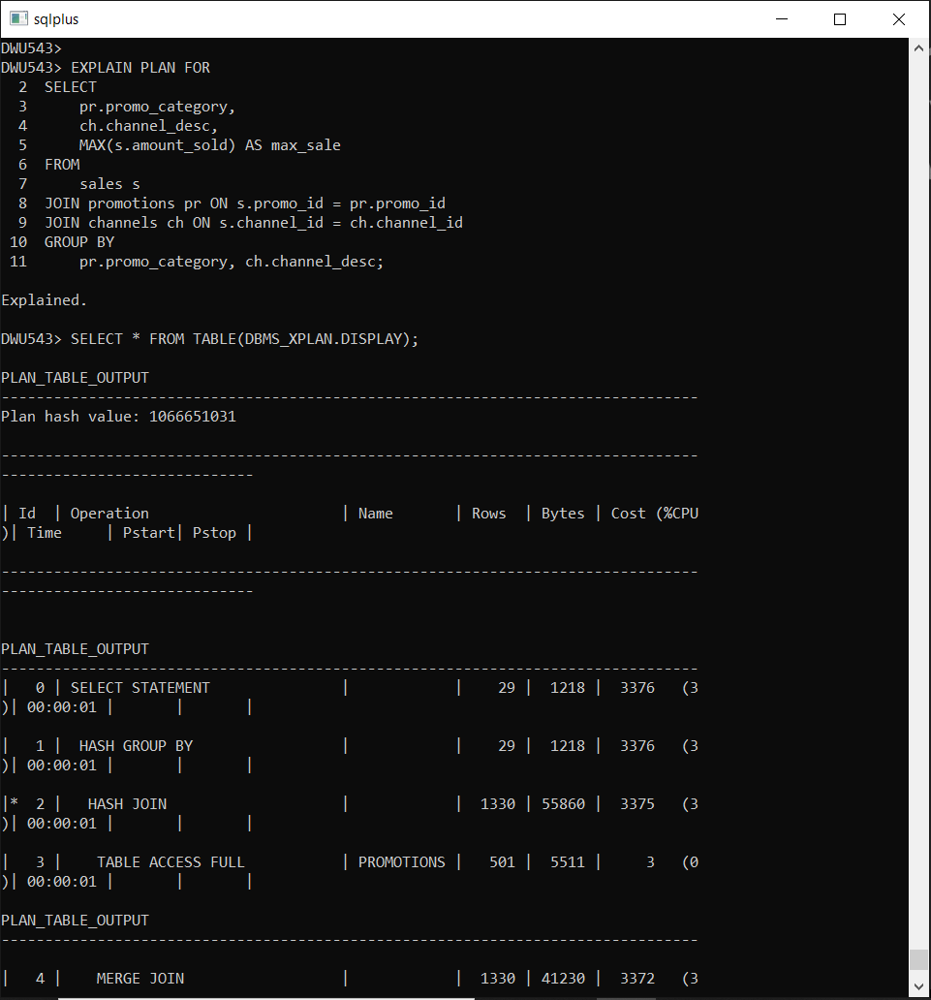 sqlplus
DWU543>
DWU543> EXPLAIN PLAN FOR
  2  SELECT
  3      pr.promo_category,
  4      ch.channel_desc,
  5      MAX(s.amount_sold) AS max_sale
  6  FROM
  7      sales s
  8  JOIN promotions pr ON s.promo_id = pr.promo_id
  9  JOIN channels ch ON s.channel_id = ch.channel_id
 10  GROUP BY
 11      pr.promo_category, ch.channel_desc;
Explained.
DWU543> SELECT * FROM TABLE(DBMS_XPLAN.DISPLAY);
PLAN_TABLE_OUTPUT
--------------------------------------------------------------------------------
Plan hash value: 1066651031
--------------------------------------------------------------------------------
-----------------------------
| Id  | Operation                      | Name       | Rows  | Bytes | Cost (%CPU
)| Time     | Pstart| Pstop |
--------------------------------------------------------------------------------
-----------------------------
PLAN_TABLE_OUTPUT
--------------------------------------------------------------------------------
|   0 | SELECT STATEMENT               |            |    29 |  1218 |  3376   (3
)| 00:00:01 |       |       |
|   1 |  HASH GROUP BY                 |            |    29 |  1218 |  3376   (3
)| 00:00:01 |       |       |
|*  2 |   HASH JOIN                    |            |  1330 | 55860 |  3375   (3
)| 00:00:01 |       |       |
|   3 |    TABLE ACCESS FULL           | PROMOTIONS |   501 |  5511 |     3   (0
)| 00:00:01 |       |       |
PLAN_TABLE_OUTPUT
--------------------------------------------------------------------------------
|   4 |    MERGE JOIN                  |            |  1330 | 41230 |  3372   (3